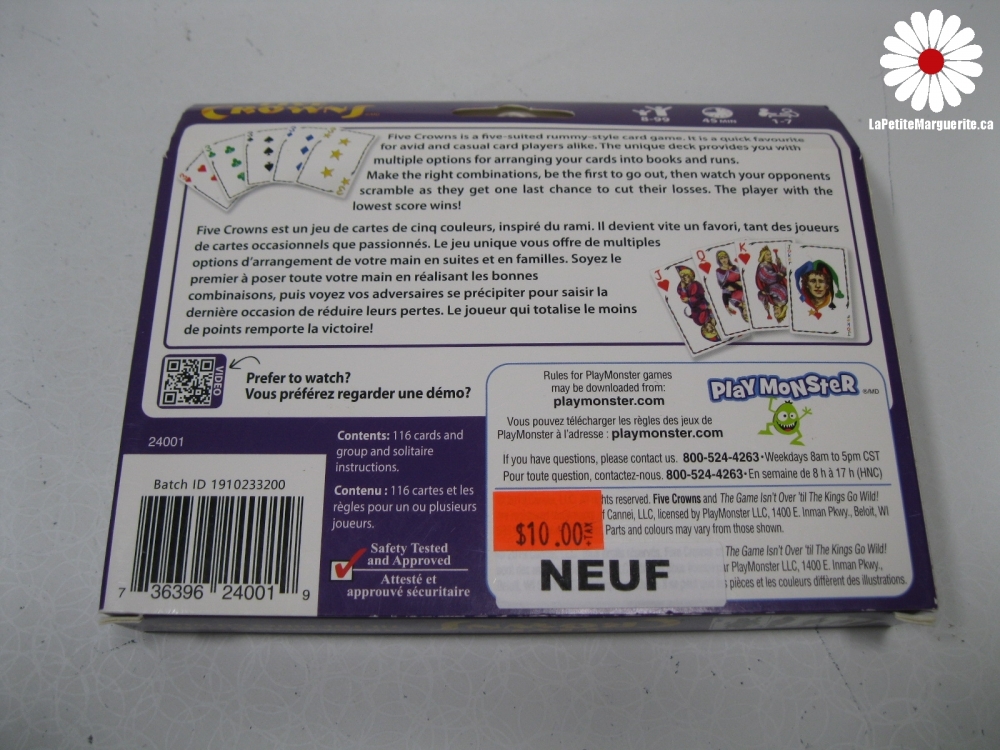 LaPetiteMarguerite.ca
CROWNS
8-99 45 MIN 1-7
Five Crowns is a five-suited rummy-style card game. It is a quick favourite
for avid and casual card players alike. The unique deck provides you with
multiple options for arranging your cards into books and runs.
Make the right combinations, be the first to go out, then watch your opponents
scramble as they get one last chance to cut their losses. The player with the
lowest score wins!
Five Crowns est un jeu de cartes de cinq couleurs, inspiré du rami. Il devient vite un favori, tant des joueurs
de cartes occasionnels que passionnés. Le jeu unique vous offre de multiples
options d'arrangement de votre main en suites et en familles. Soyez le
premier à poser toute votre main en réalisant les bonnes
combinaisons, puis voyez vos adversaires se précipiter pour saisir la
dernière occasion de réduire leurs pertes. Le joueur qui totalise le moins
de points remporte la victoire!
J Q K
VIDEO
Prefer to watch?
Vous préférez regarder une démo?
Rules for PlayMonster games
may be downloaded from:
playmonster.com
PLAY MONSTER ®/MD
Vous pouvez télécharger les règles des jeux de
PlayMonster à l'adresse : playmonster.com
If you have questions, please contact us. 800-524-4263 • Weekdays 8am to 5pm CST
Pour toute question, contactez-nous. 800-524-4263 • En semaine de 8 h à 17 h (HNC)
24001
Contents: 116 cards and
group and solitaire
instructions.
Contenu : 116 cartes et les
règles pour un ou plusieurs
joueurs.
Batch ID 1910233200
7 36396 24001 9
Safety Tested
and Approved
Attesté et
approuvé sécuritaire
hts reserved. Five Crowns and The Game Isn't Over 'til The Kings Go Wild!
f Cannei, LLC, licensed by PlayMonster LLC, 1400 E. Inman Pkwy., Beloit, WI
Parts and colours may vary from those shown.
The Game Isn't Over 'til The Kings Go Wild!
r PlayMonster LLC, 1400 E. Inman Pkwy.,
s pièces et les couleurs diffèrent des illustrations.
$10.00 +TAX
NEUF